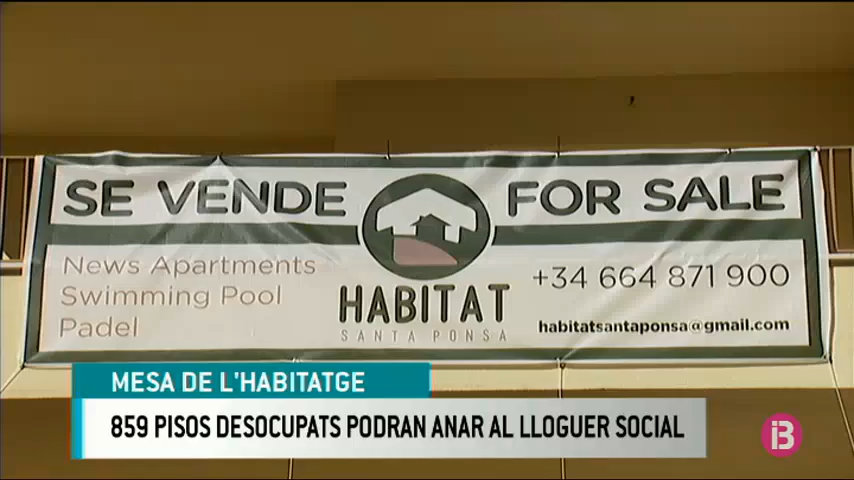 SE VENDE
FOR SALE
News Apartments
Swimming Pool
Padel
HABITAT
SANTA PONSA
+34 664 871 900
habitatsantaponsa@gmail.com
MESA DE L'HABITATGE
859 PISOS DESOCUPATS PODRAN ANAR AL LLOGUER SOCIAL
iB3